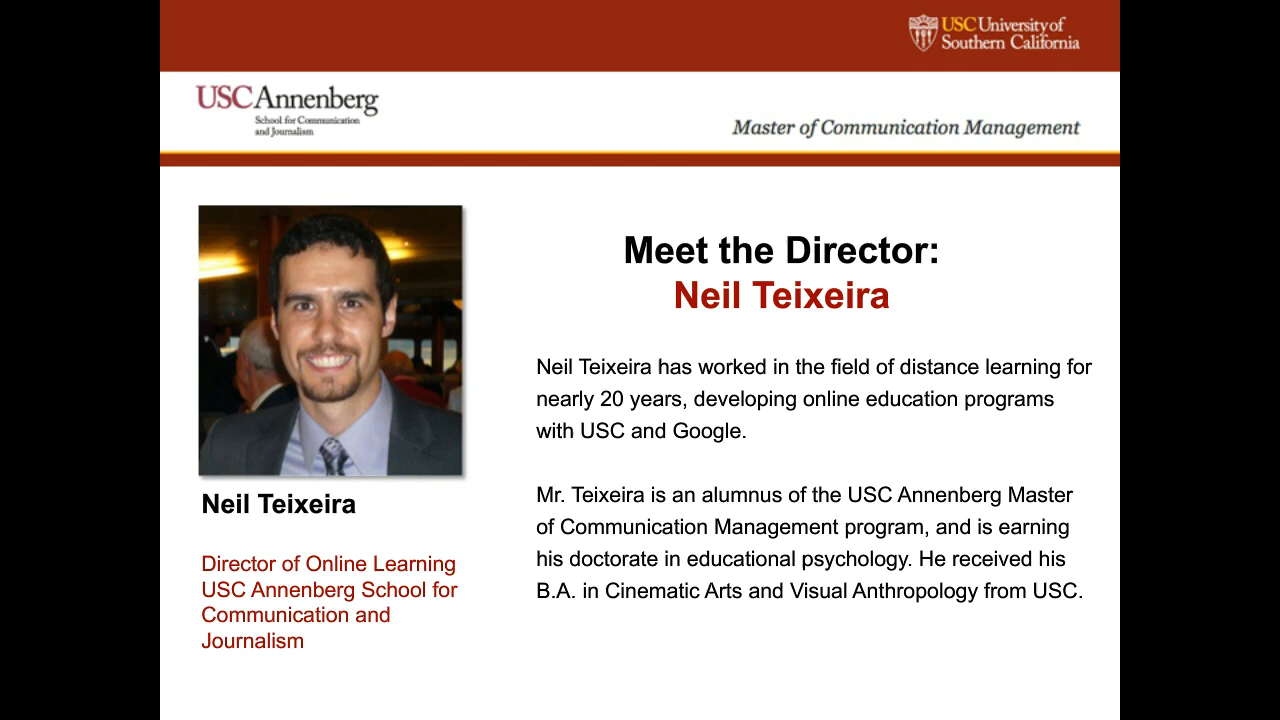 USC University of
Southern California
USC Annenberg
School for Communication
and Journalism
Master of Communication Management
Meet the Director:
Neil Teixeira
Neil Teixeira has worked in the field of distance learning for
nearly 20 years, developing online education programs
with USC and Google.
Mr. Teixeira is an alumnus of the USC Annenberg Master
of Communication Management program, and is earning
his doctorate in educational psychology. He received his
B.A. in Cinematic Arts and Visual Anthropology from USC.
Neil Teixeira
Director of Online Learning
USC Annenberg School for
Communication and
Journalism